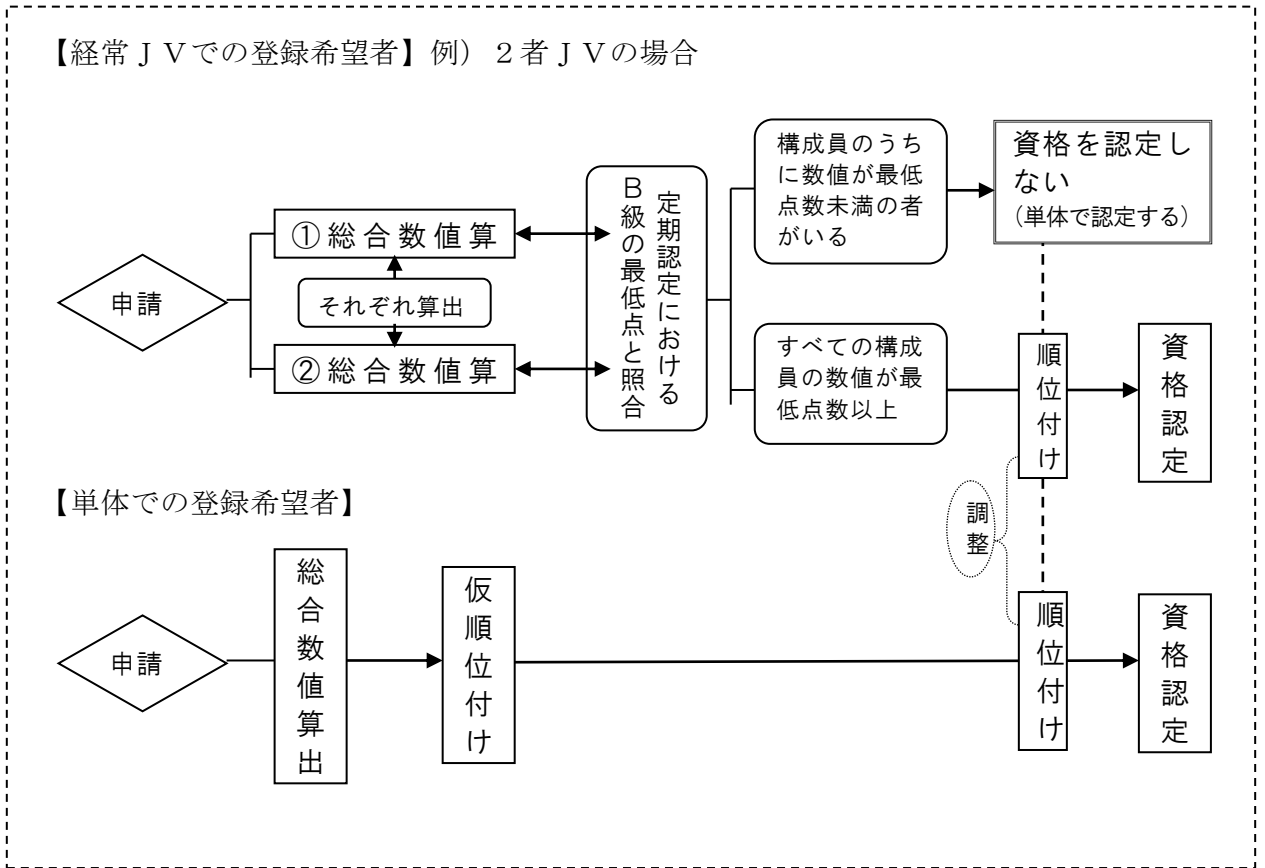 【経常ＪＶでの登録希望者】例）２者ＪＶの場合
申請
①総合数値算
それぞれ算出
②総合数値算
定期認定における
Ｂ級の最低点と照合
構成員のうち
に数値が最低
点数未満の者
がいる
資格を認定し
ない
（単体で認定する）
すべての構成
員の数値が最
低点数以上
順位付け
資格認定
調整
【単体での登録希望者】
申請
総合数値算出
仮順位付け
順位付け
資格認定